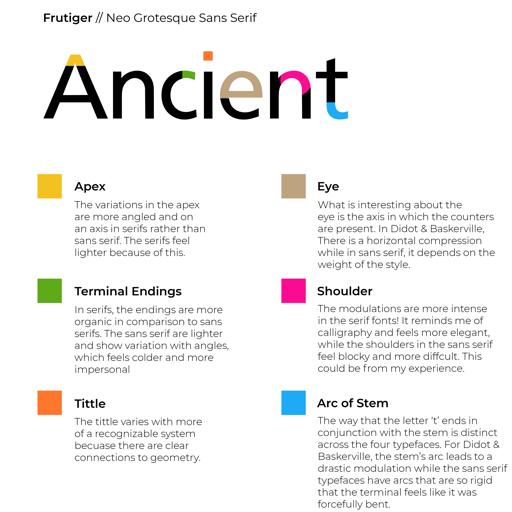 Frutiger // Neo Grotesque Sans Serif
Ancient
Apex
The variations in the apex
are more angled and on
an axis in serifs rather than
sans serif. The serifs feel
lighter because of this.
Terminal Endings
In serifs, the endings are more
organic in comparison to sans
serifs. The sans serif are lighter
and show variation with angles,
which feels colder and more
impersonal
Tittle
The tittle varies with more
of a recognizable system
becuase there are clear
connections to geometry.
Eye
What is interesting about the
eye is the axis in which the counters
are present. In Didot & Baskerville,
There is a horizontal compression
while in sans serif, it depends on the
weight of the style.
Shoulder
The modulations are more intense
in the serif fonts! It reminds me of
calligraphy and feels more elegant,
while the shoulders in the sans serif
feel blocky and more diffcult. This
could be from my experience.
Arc of Stem
The way that the letter 't' ends in
conjunction with the stem is distinct
across the four typefaces. For Didot &
Baskerville, the stem's arc leads to a
drastic modulation while the sans serif
typefaces have arcs that are so rigid
that the terminal feels like it was
forcefully bent.